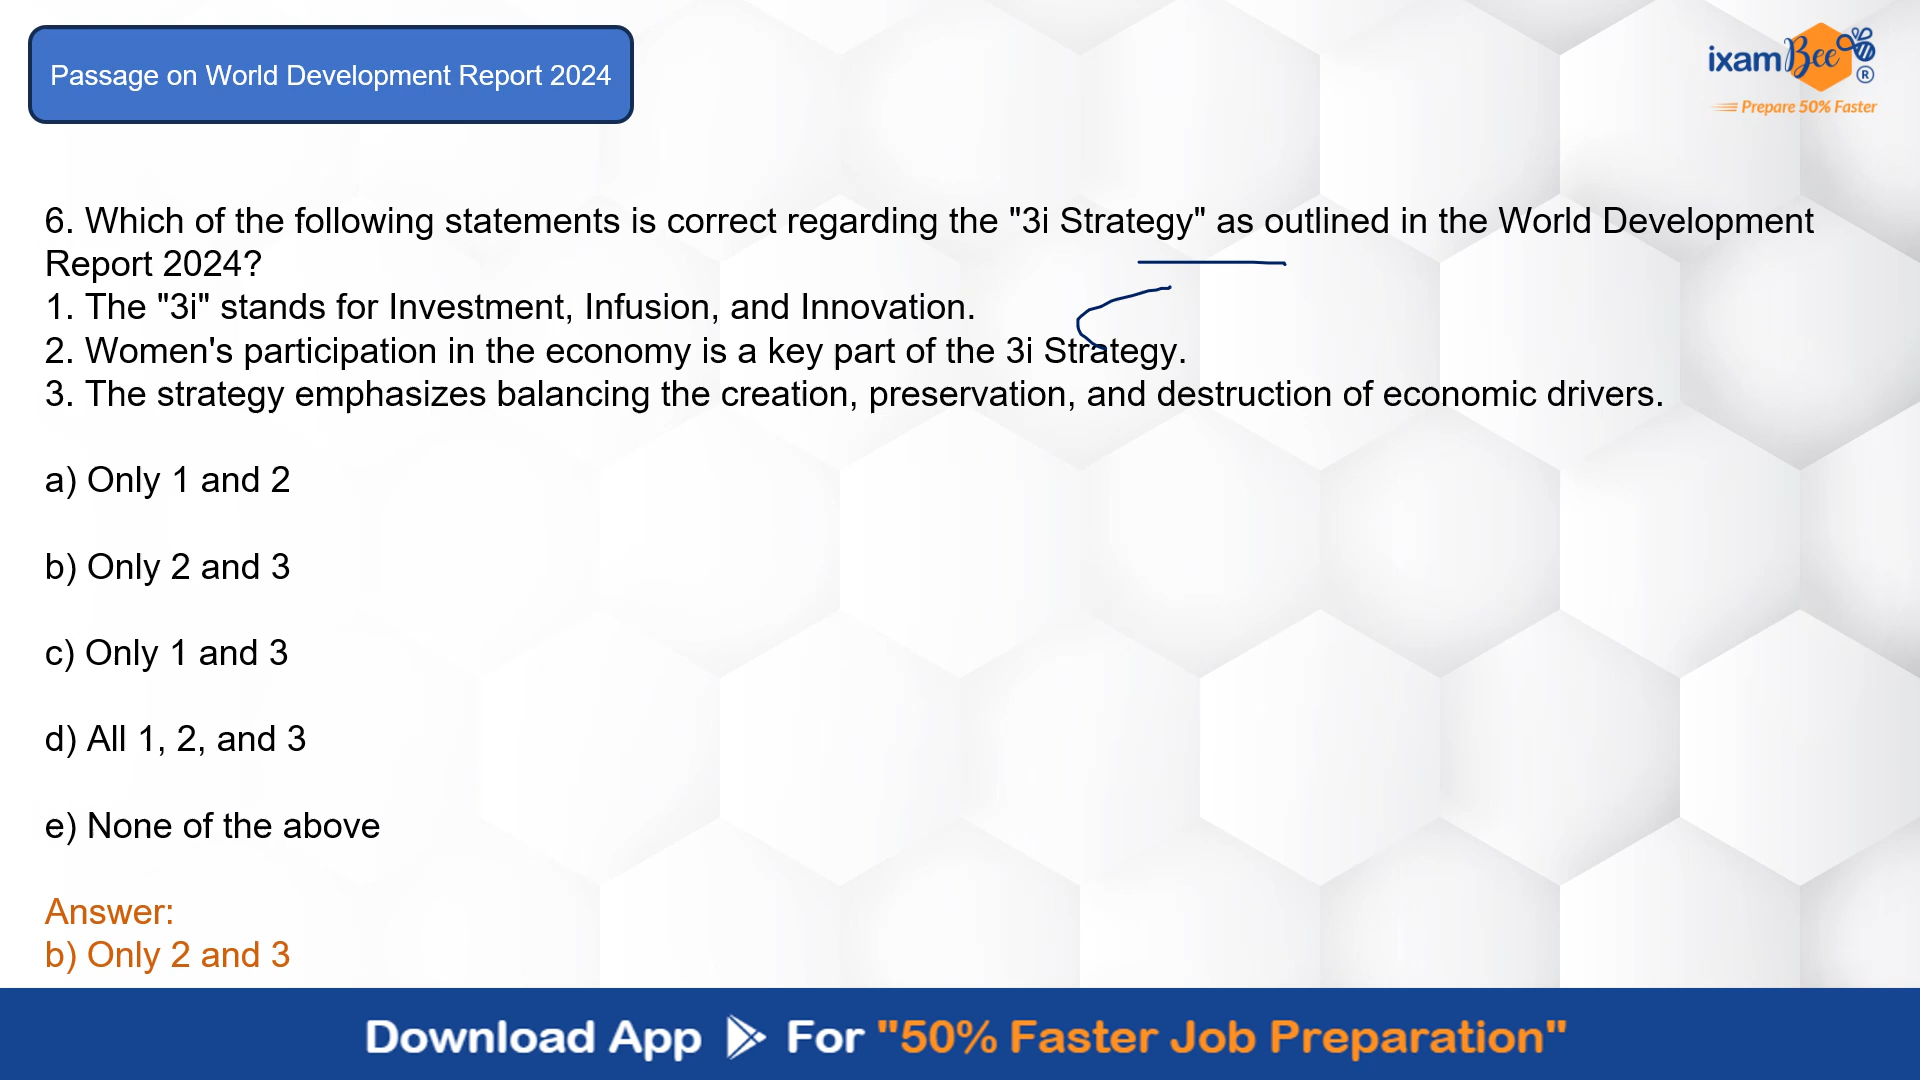 Passage on World Development Report 2024
ixamBee®
Prepare 50% Faster
6. Which of the following statements is correct regarding the "3i Strategy" as outlined in the World Development
Report 2024?
1. The "3i" stands for Investment, Infusion, and Innovation.
2. Women's participation in the economy is a key part of the 3i Strategy.
3. The strategy emphasizes balancing the creation, preservation, and destruction of economic drivers.
a) Only 1 and 2
b) Only 2 and 3
c) Only 1 and 3
d) All 1, 2, and 3
e) None of the above
Answer:
b) Only 2 and 3
Download App For "50% Faster Job Preparation"